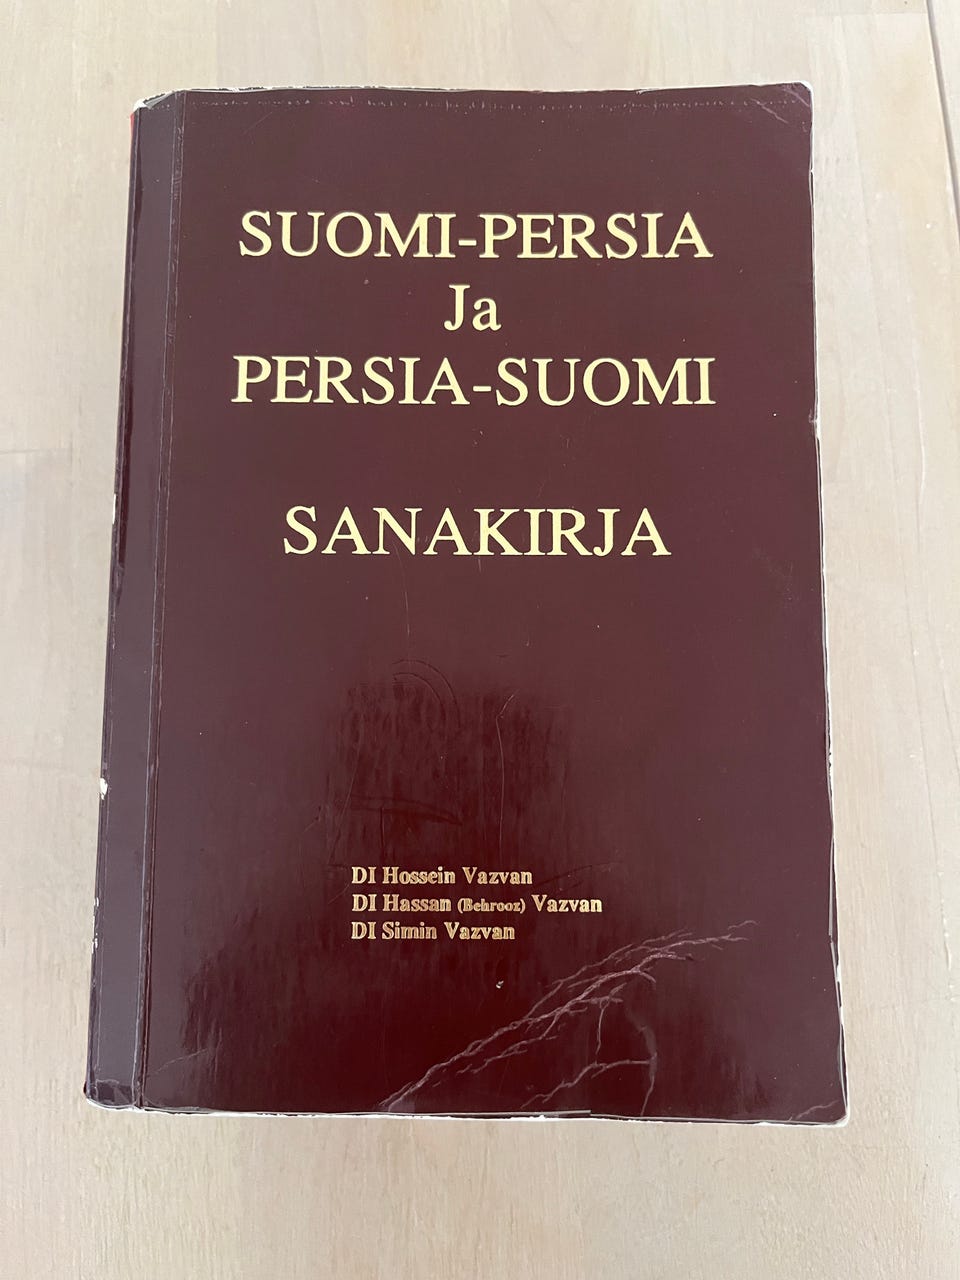 SUOMI-PERSIA
Ja
PERSIA-SUOMI
SANAKIRJA
DI Hossein Vazvan
DI Hassan (Behrooz) Vazvan
DI Simin Vazvan